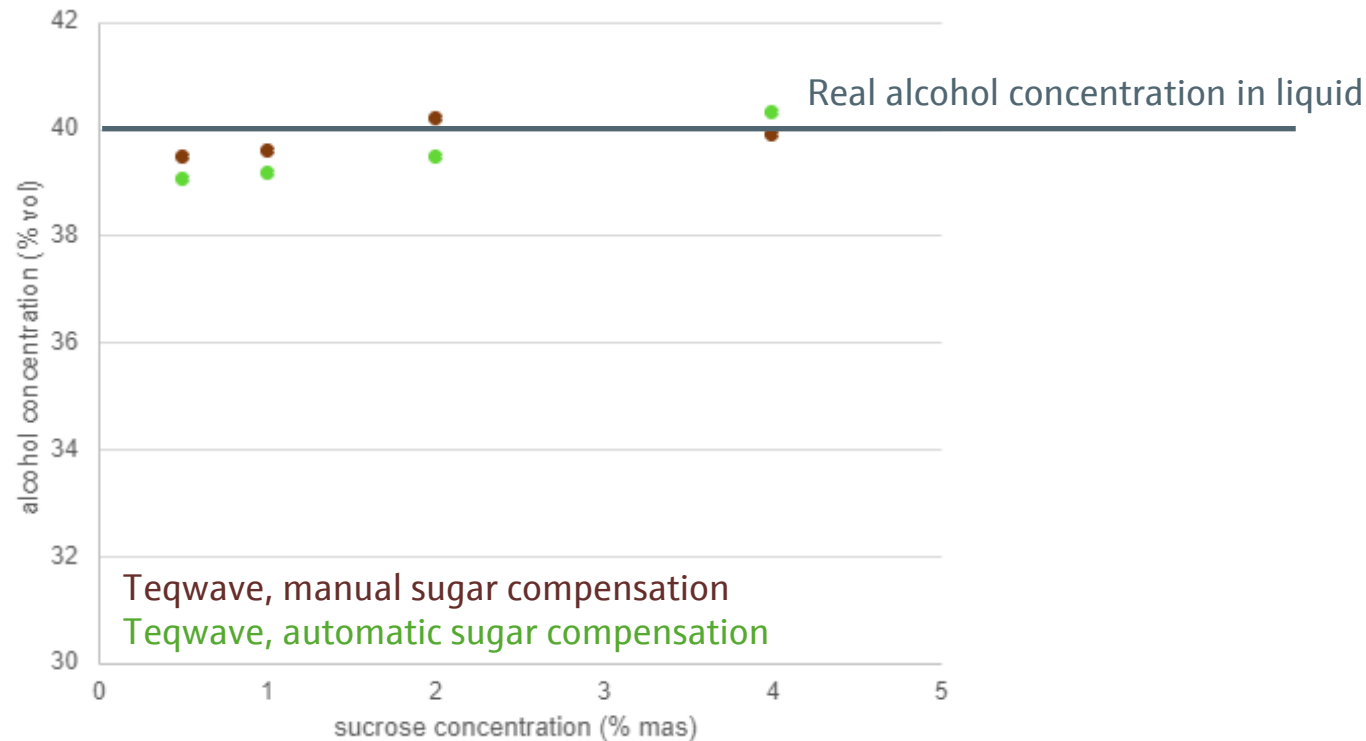 42
Real alcohol concentration in liquid
40
38
36
34
32
30
alcohol concentration (% vol)
Teqwave, manual sugar compensation
Teqwave, automatic sugar compensation
0 1 2 3 4 5
sucrose concentration (% mas)